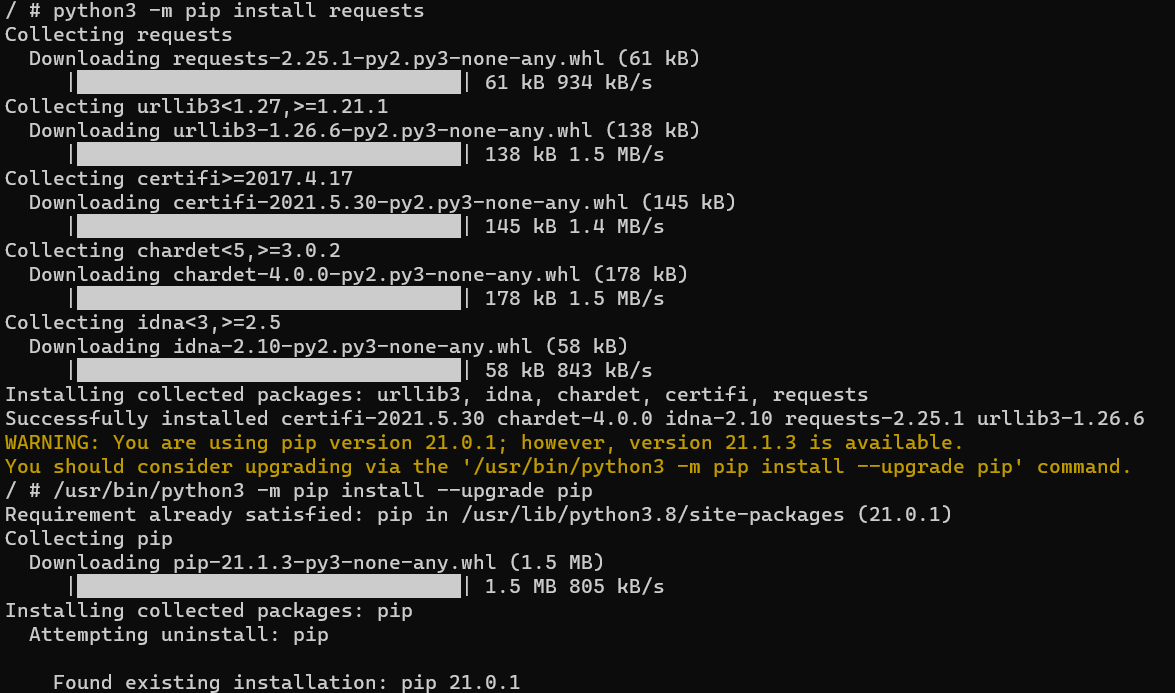 / # python3 -m pip install requests
Collecting requests
  Downloading requests-2.25.1-py2.py3-none-any.whl (61 kB)
     |████████████████████████████████| 61 kB 934 kB/s
Collecting urllib3<1.27,>=1.21.1
  Downloading urllib3-1.26.6-py2.py3-none-any.whl (138 kB)
     |████████████████████████████████| 138 kB 1.5 MB/s
Collecting certifi>=2017.4.17
  Downloading certifi-2021.5.30-py2.py3-none-any.whl (145 kB)
     |████████████████████████████████| 145 kB 1.4 MB/s
Collecting chardet<5,>=3.0.2
  Downloading chardet-4.0.0-py2.py3-none-any.whl (178 kB)
     |████████████████████████████████| 178 kB 1.5 MB/s
Collecting idna<3,>=2.5
  Downloading idna-2.10-py2.py3-none-any.whl (58 kB)
     |████████████████████████████████| 58 kB 843 kB/s
Installing collected packages: urllib3, idna, chardet, certifi, requests
Successfully installed certifi-2021.5.30 chardet-4.0.0 idna-2.10 requests-2.25.1 urllib3-1.26.6
WARNING: You are using pip version 21.0.1; however, version 21.1.3 is available.
You should consider upgrading via the '/usr/bin/python3 -m pip install --upgrade pip' command.
/ # /usr/bin/python3 -m pip install --upgrade pip
Requirement already satisfied: pip in /usr/lib/python3.8/site-packages (21.0.1)
Collecting pip
  Downloading pip-21.1.3-py3-none-any.whl (1.5 MB)
     |████████████████████████████████| 1.5 MB 805 kB/s
Installing collected packages: pip
  Attempting uninstall: pip
    Found existing installation: pip 21.0.1